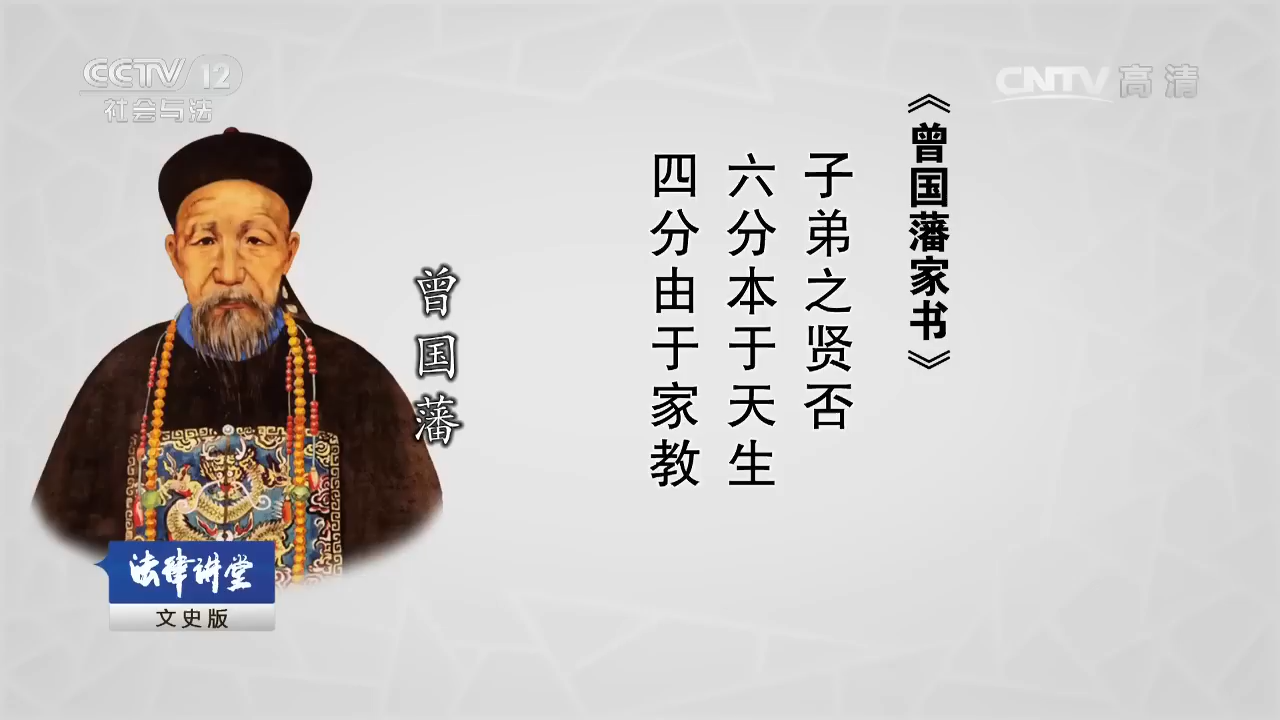 CCTV 12
社会与法
CNTV 高清
《曾国藩家书》
子弟之贤否
六分本于天生
四分由于家教
曾国藩
法律讲堂
文史版